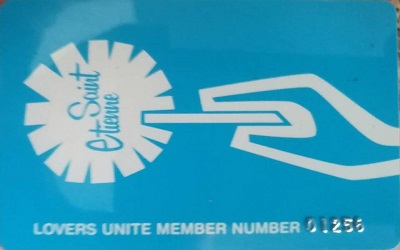 Saint
etienne
LOVERS UNITE MEMBER NUMBER 01256